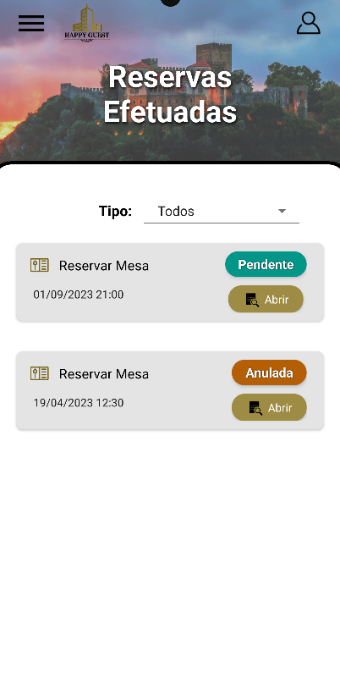 HAPPY GUEST
Reservas
Efetuadas
Tipo: Todos
Reservar Mesa Pendente
01/09/2023 21:00 Abrir
Reservar Mesa Anulada
19/04/2023 12:30 Abrir